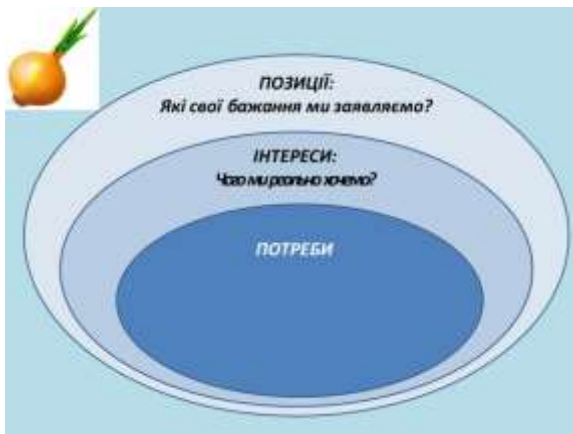 ПОЗИЦІЇ:
Які свої бажання ми заявляємо?
ІНТЕРЕСИ:
Чого ми реально хочемо?
ПОТРЕБИ